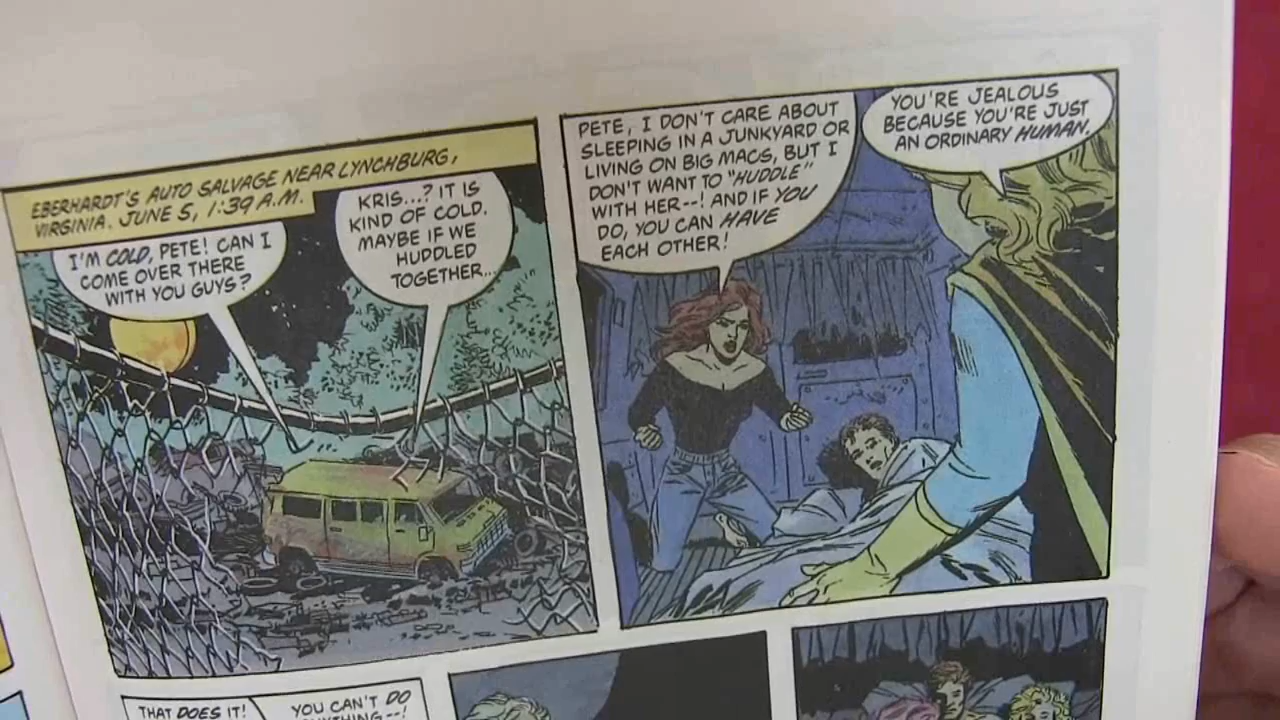 EBERHARDT'S AUTO SALVAGE NEAR LYNCHBURG,
VIRGINIA. JUNE 5, 1:39 A.M.
I'M COLD, PETE! CAN I
COME OVER THERE
WITH YOU GUYS?
KRIS...? IT IS
KIND OF COLD.
MAYBE IF WE
HUDDLED
TOGETHER...
PETE, I DON'T CARE ABOUT
SLEEPING IN A JUNKYARD OR
LIVING ON BIG MACS, BUT I
DON'T WANT TO "HUDDLE"
WITH HER--! AND IF YOU
DO, YOU CAN HAVE
EACH OTHER!
YOU'RE JEALOUS
BECAUSE YOU'RE JUST
AN ORDINARY HUMAN.
THAT DOES IT!
YOU CAN'T DO
ANYTHING--!